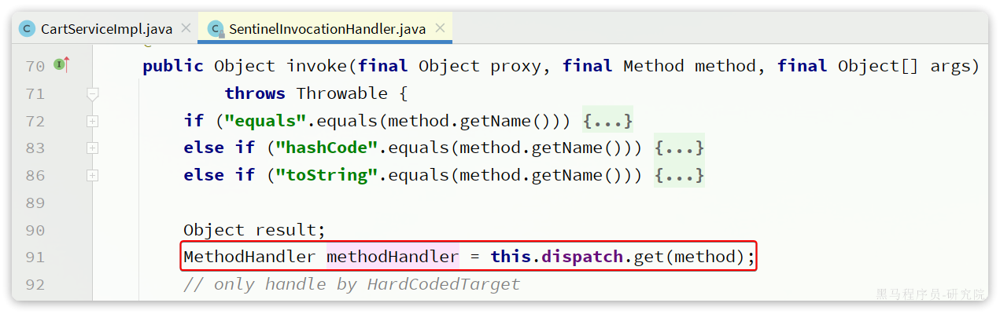 CartServiceImpl.java SentinelInvocationHandler.java
70 public Object invoke(final Object proxy, final Method method, final Object[] args)
71 throws Throwable {
72 if ("equals".equals(method.getName())) {...}
83 else if ("hashCode".equals(method.getName())) {...}
86 else if ("toString".equals(method.getName())) {...}
89
90 Object result;
91 MethodHandler methodHandler = this.dispatch.get(method);
92 // only handle by HardCodedTarget
黑马程序员-研究院